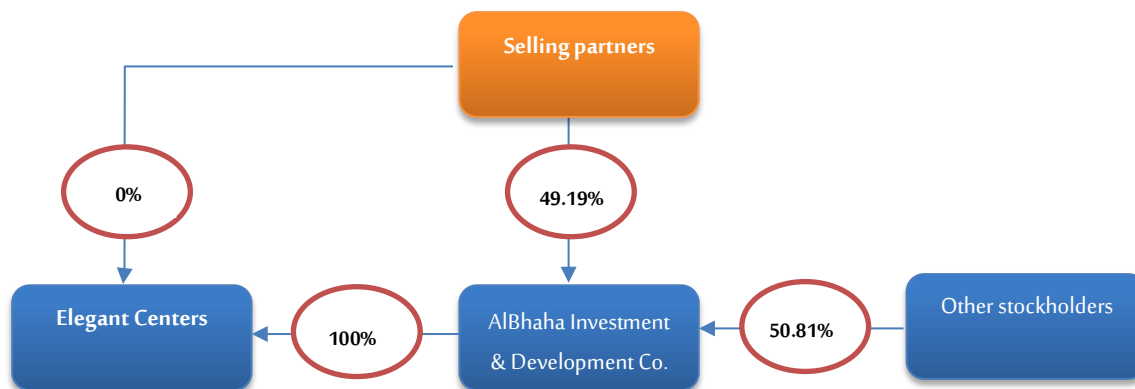 Selling partners
0%
49.19%
Elegant Centers
100%
AlBhaha Investment
& Development Co.
50.81%
Other stockholders